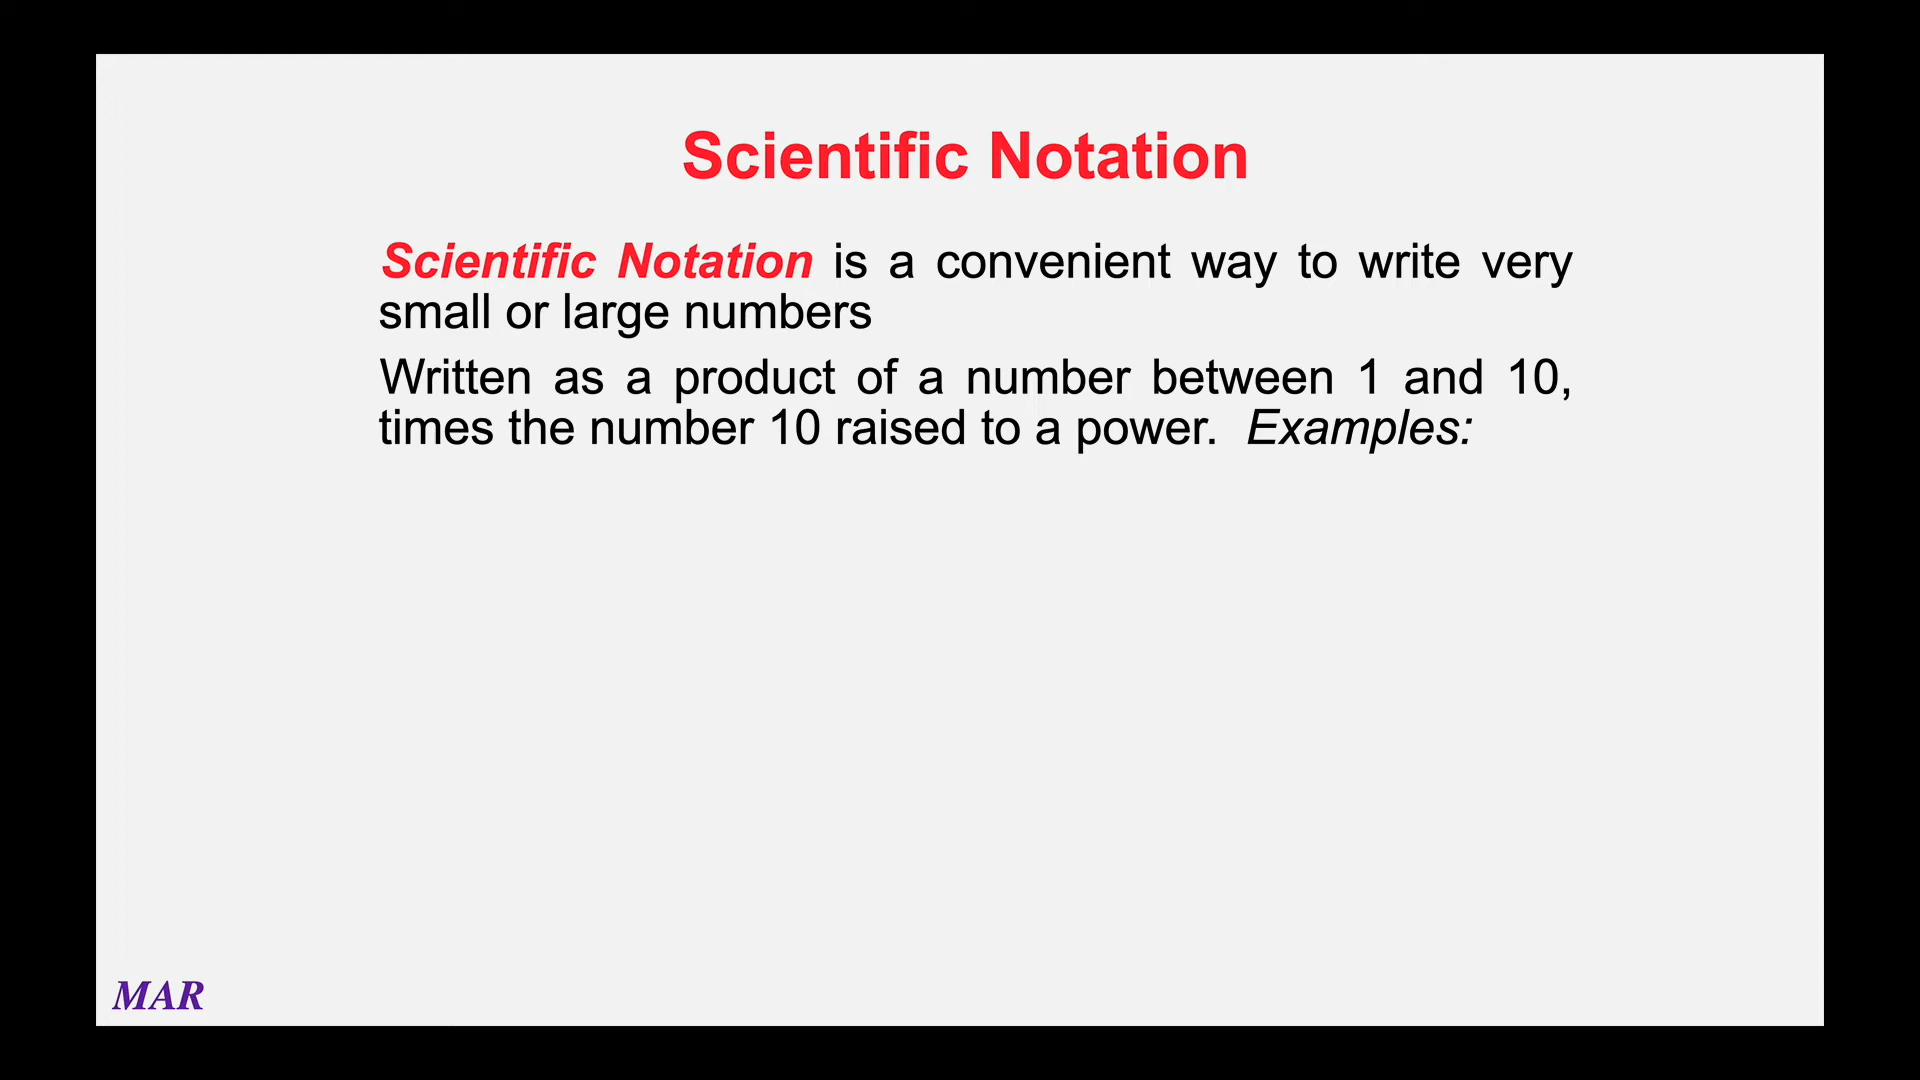 Scientific Notation
Scientific Notation is a convenient way to write very
small or large numbers
Written as a product of a number between 1 and 10,
times the number 10 raised to a power. Examples:
MAR